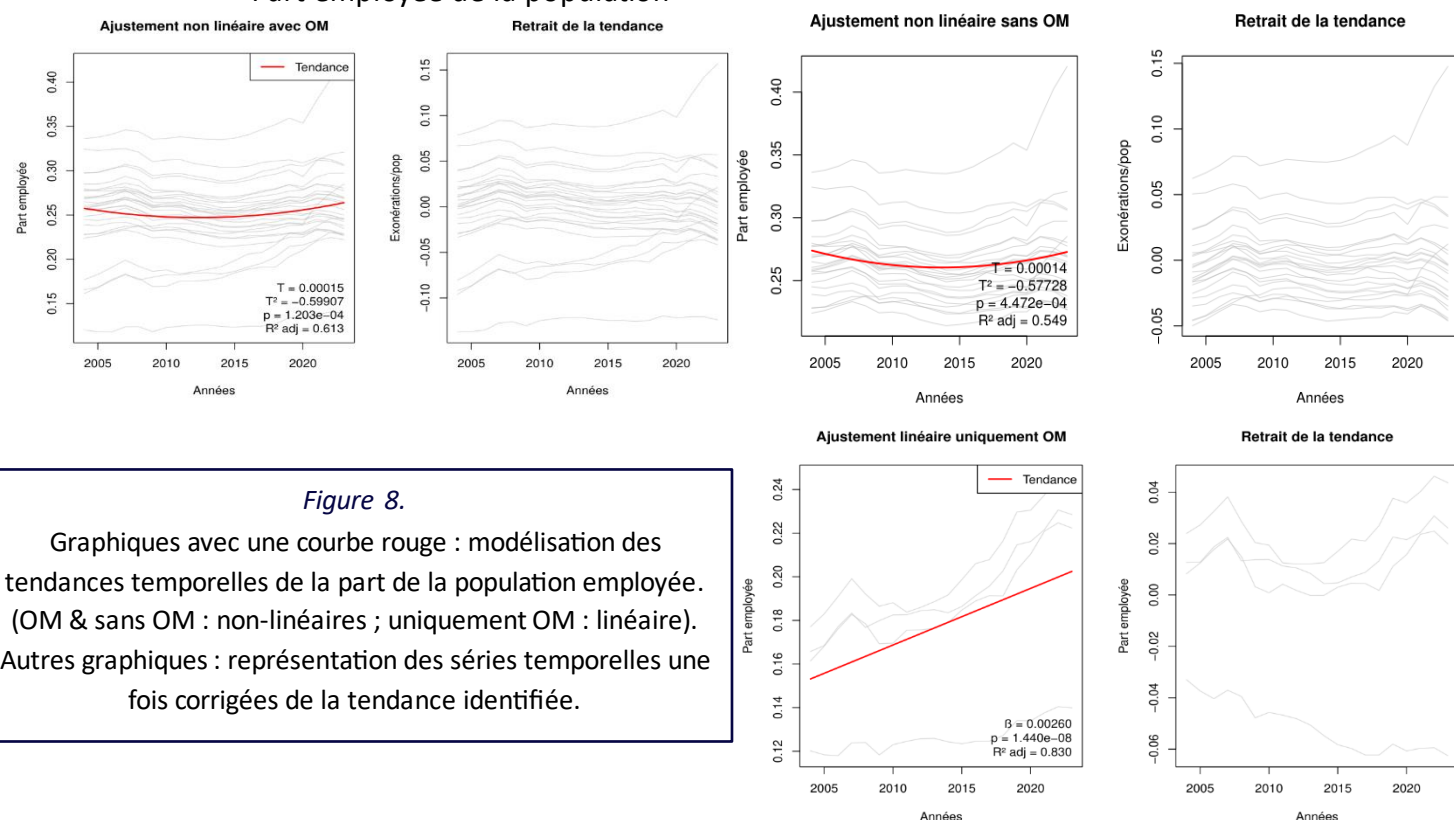 Part employée de la population
Ajustement non linéaire avec OM
Tendance
Part employée
0.40
0.35
0.30
0.25
0.20
0.15
T = 0.00015
T² = −0.59907
p = 1.203e−04
R² adj = 0.613
2005 2010 2015 2020
Années
Retrait de la tendance
Exonérations/pop
0.15
0.10
0.05
0.00
−0.05
−0.10
2005 2010 2015 2020
Années
Ajustement non linéaire sans OM
Part employée
0.40
0.35
0.30
0.25
T = 0.00014
T² = −0.57728
p = 4.472e−04
R² adj = 0.549
2005 2010 2015 2020
Années
Retrait de la tendance
Exonérations/pop
0.15
0.10
0.05
0.00
−0.05
2005 2010 2015 2020
Années
Figure 8.
Graphiques avec une courbe rouge : modélisation des
tendances temporelles de la part de la population employée.
(OM & sans OM : non-linéaires ; uniquement OM : linéaire).
Autres graphiques : représentation des séries temporelles une
fois corrigées de la tendance identifiée.
Ajustement linéaire uniquement OM
Tendance
Part employée
0.24
0.22
0.20
0.18
0.16
0.14
0.12
ß = 0.00260
p = 1.440e−08
R² adj = 0.830
2005 2010 2015 2020
Années
Retrait de la tendance
Part employée
0.04
0.02
0.00
−0.02
−0.04
−0.06
2005 2010 2015 2020
Années